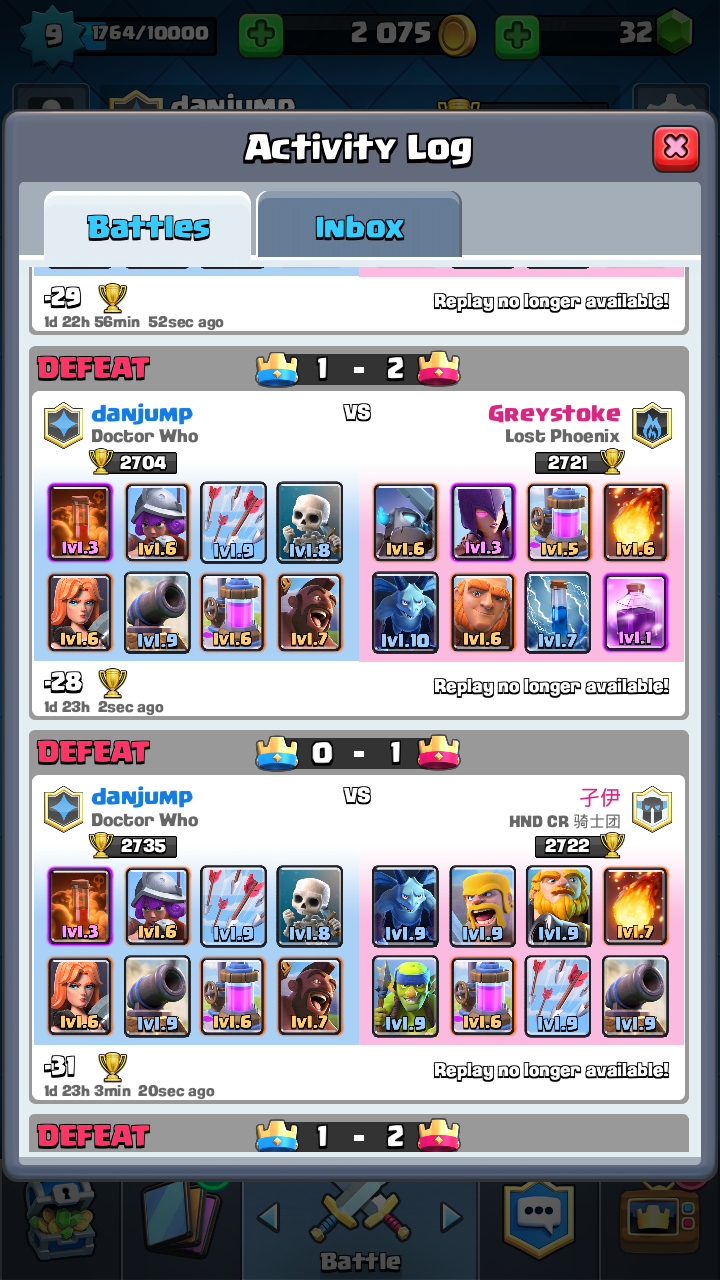 9 1764/10000 2 075 32
danjump
Activity Log
Battles Inbox
-29 Replay no longer available!
1d 22h 56min 52sec ago
DEFEAT 1 - 2
danjump VS Greystoke
Doctor Who Lost Phoenix
2704 2721
lvl.3 lvl.6 lvl.9 lvl.8 lvl.6 lvl.3 lvl.5 lvl.6
lvl.6 lvl.9 lvl.6 lvl.7 lvl.10 lvl.6 lvl.7 lvl.1
-28 Replay no longer available!
1d 23h 2sec ago
DEFEAT 0 - 1
danjump VS 孑伊
Doctor Who HND CR 骑士团
2735 2722
lvl.3 lvl.6 lvl.9 lvl.8 lvl.9 lvl.9 lvl.9 lvl.7
lvl.6 lvl.9 lvl.6 lvl.7 lvl.9 lvl.6 lvl.9 lvl.9
-31 Replay no longer available!
1d 23h 3min 20sec ago
DEFEAT 1 - 2
Battle